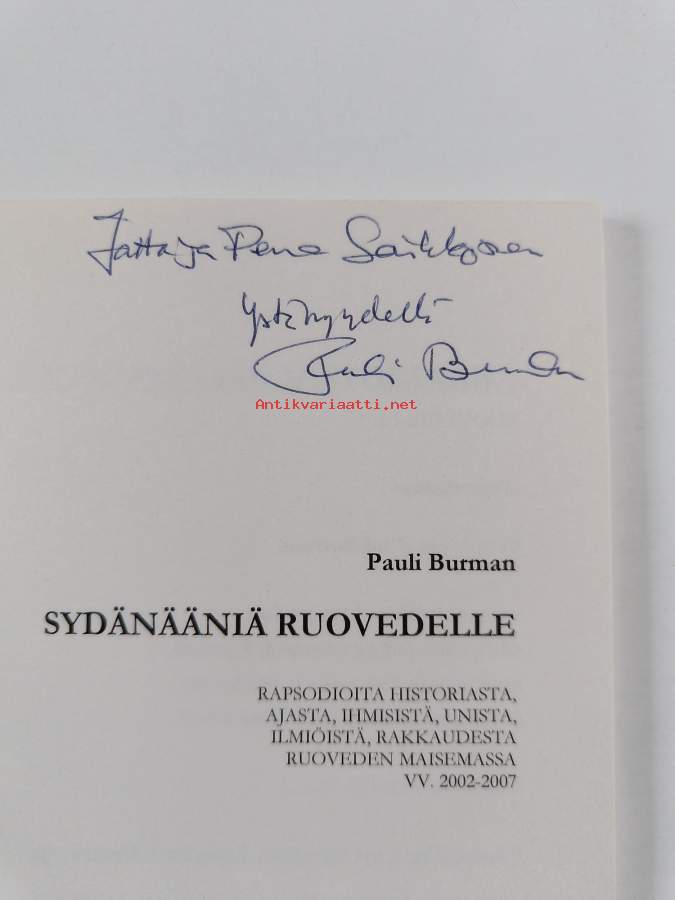 Ystävyydellä
Pauli Burman
Antikvariaatti.net
Pauli Burman
SYDÄNÄÄNIÄ RUOVEDELLE
RAPSODIOITA HISTORIASTA,
AJASTA, IHMISISTÄ, UNISTA,
ILMIÖISTÄ, RAKKAUDESTA
RUOVEDEN MAISEMASSA
VV. 2002-2007